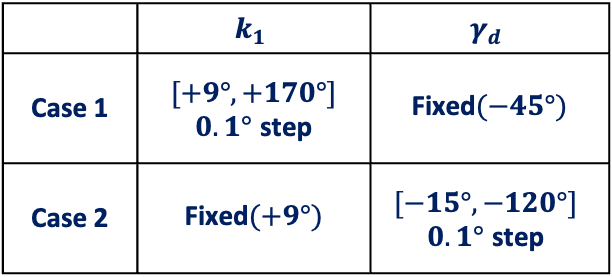 k₁ γ_d
Case 1 [+9°, +170°] Fixed(−45°)
0.1° step
Case 2 Fixed(+9°) [−15°, −120°]
0.1° step